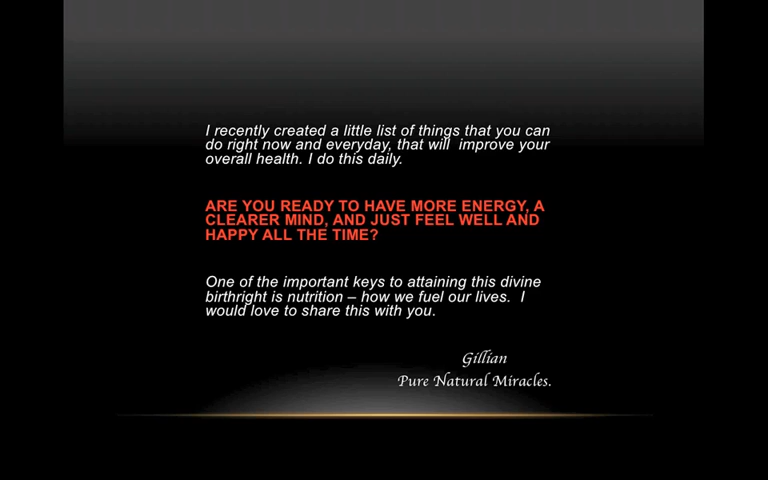 I recently created a little list of things that you can
do right now and everyday, that will  improve your
overall health. I do this daily.
ARE YOU READY TO HAVE MORE ENERGY, A
CLEARER MIND, AND JUST FEEL WELL AND
HAPPY ALL THE TIME?
One of the important keys to attaining this divine
birthright is nutrition – how we fuel our lives.  I
would love to share this with you.
Gillian
Pure Natural Miracles.